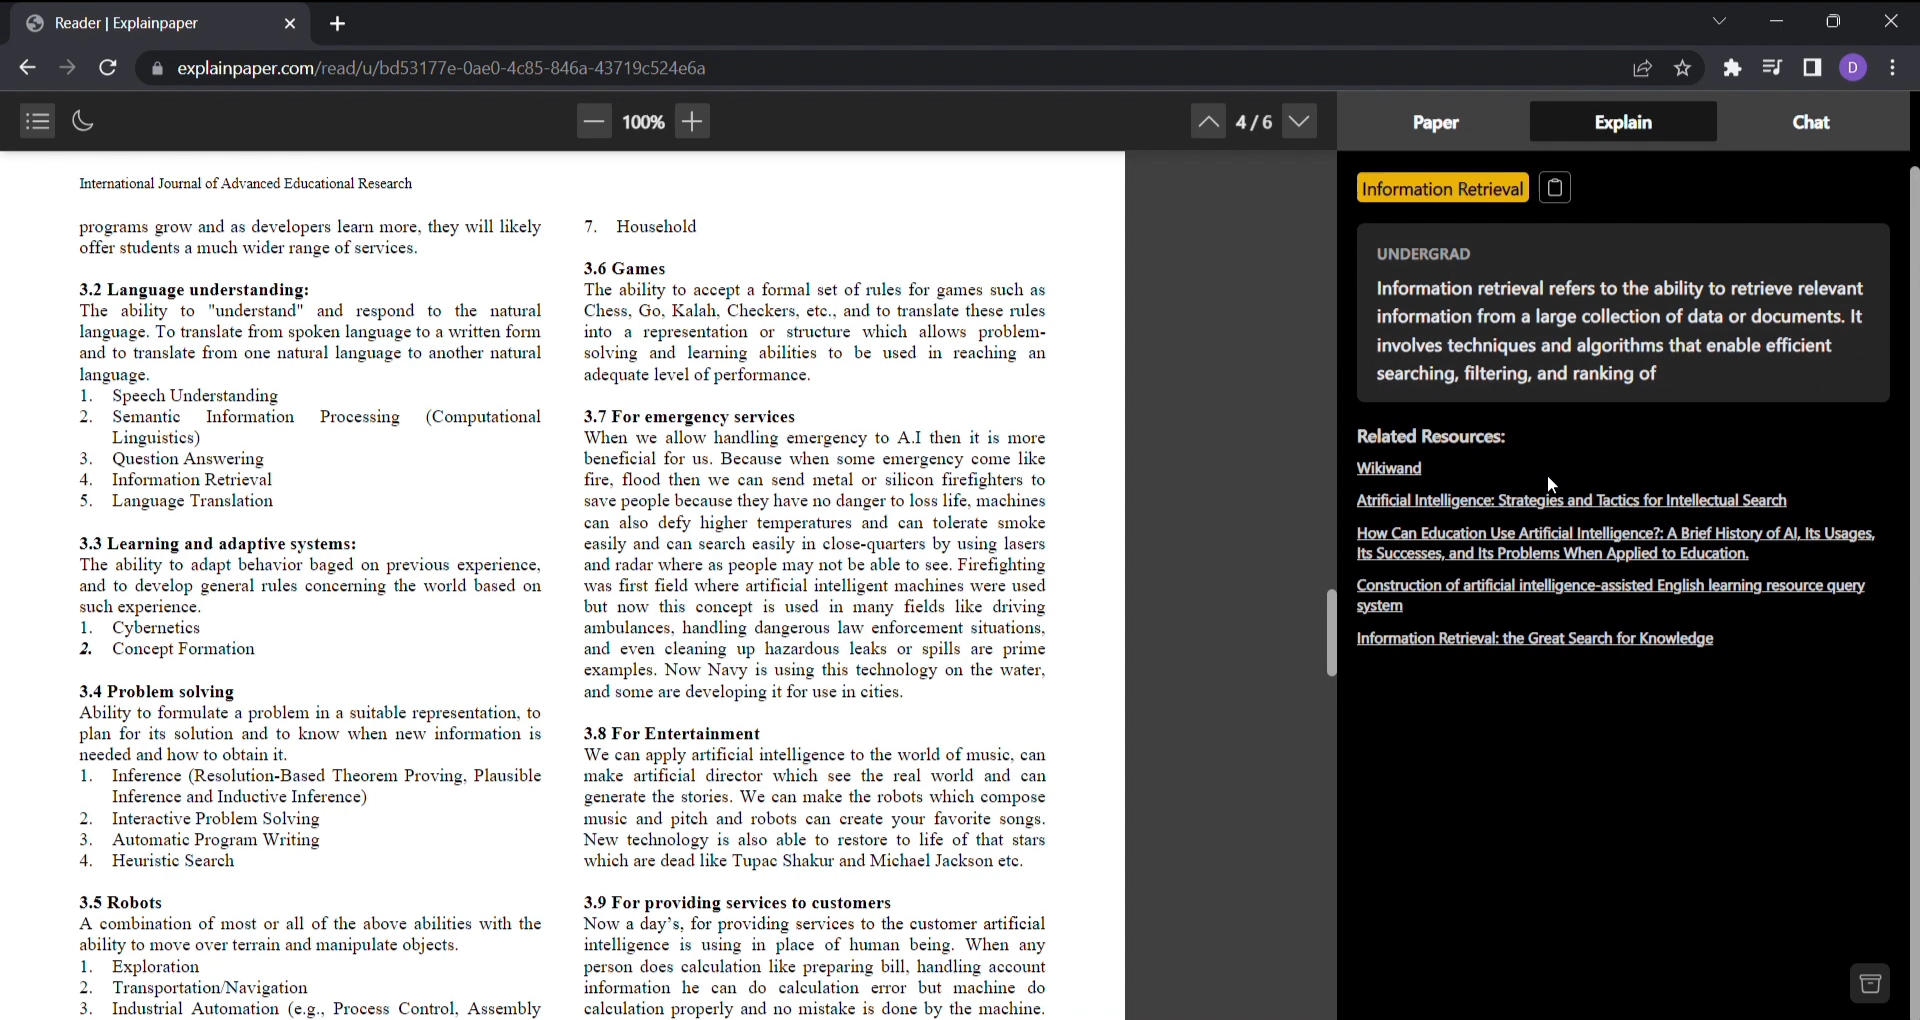 Reader | Explainpaper
explainpaper.com/read/u/bd53177e-0ae0-4c85-846a-43719c524e6a
D
100%
4 / 6
Paper
Explain
Chat
International Journal of Advanced Educational Research
programs grow and as developers learn more, they will likely
offer students a much wider range of services.
3.2 Language understanding:
The ability to "understand" and respond to the natural
language. To translate from spoken language to a written form
and to translate from one natural language to another natural
language.
1. Speech Understanding
2. Semantic Information Processing (Computational
Linguistics)
3. Question Answering
4. Information Retrieval
5. Language Translation
3.3 Learning and adaptive systems:
The ability to adapt behavior baged on previous experience,
and to develop general rules concerning the world based on
such experience.
1. Cybernetics
2. Concept Formation
3.4 Problem solving
Ability to formulate a problem in a suitable representation, to
plan for its solution and to know when new information is
needed and how to obtain it.
1. Inference (Resolution-Based Theorem Proving, Plausible
Inference and Inductive Inference)
2. Interactive Problem Solving
3. Automatic Program Writing
4. Heuristic Search
3.5 Robots
A combination of most or all of the above abilities with the
ability to move over terrain and manipulate objects.
1. Exploration
2. Transportation/Navigation
3. Industrial Automation (e.g., Process Control, Assembly
7. Household
3.6 Games
The ability to accept a formal set of rules for games such as
Chess, Go, Kalah, Checkers, etc., and to translate these rules
into a representation or structure which allows problem-
solving and learning abilities to be used in reaching an
adequate level of performance.
3.7 For emergency services
When we allow handling emergency to A.I then it is more
beneficial for us. Because when some emergency come like
fire, flood then we can send metal or silicon firefighters to
save people because they have no danger to loss life, machines
can also defy higher temperatures and can tolerate smoke
easily and can search easily in close-quarters by using lasers
and radar where as people may not be able to see. Firefighting
was first field where artificial intelligent machines were used
but now this concept is used in many fields like driving
ambulances, handling dangerous law enforcement situations,
and even cleaning up hazardous leaks or spills are prime
examples. Now Navy is using this technology on the water,
and some are developing it for use in cities.
3.8 For Entertainment
We can apply artificial intelligence to the world of music, can
make artificial director which see the real world and can
generate the stories. We can make the robots which compose
music and pitch and robots can create your favorite songs.
New technology is also able to restore to life of that stars
which are dead like Tupac Shakur and Michael Jackson etc.
3.9 For providing services to customers
Now a day's, for providing services to the customer artificial
intelligence is using in place of human being. When any
person does calculation like preparing bill, handling account
information he can do calculation error but machine do
calculation properly and no mistake is done by the machine.
Information Retrieval
UNDERGRAD
Information retrieval refers to the ability to retrieve relevant
information from a large collection of data or documents. It
involves techniques and algorithms that enable efficient
searching, filtering, and ranking of
Related Resources:
Wikiwand
Atrificial Intelligence: Strategies and Tactics for Intellectual Search
How Can Education Use Artificial Intelligence?: A Brief History of AI, Its Usages,
Its Successes, and Its Problems When Applied to Education.
Construction of artificial intelligence-assisted English learning resource query
system
Information Retrieval: the Great Search for Knowledge